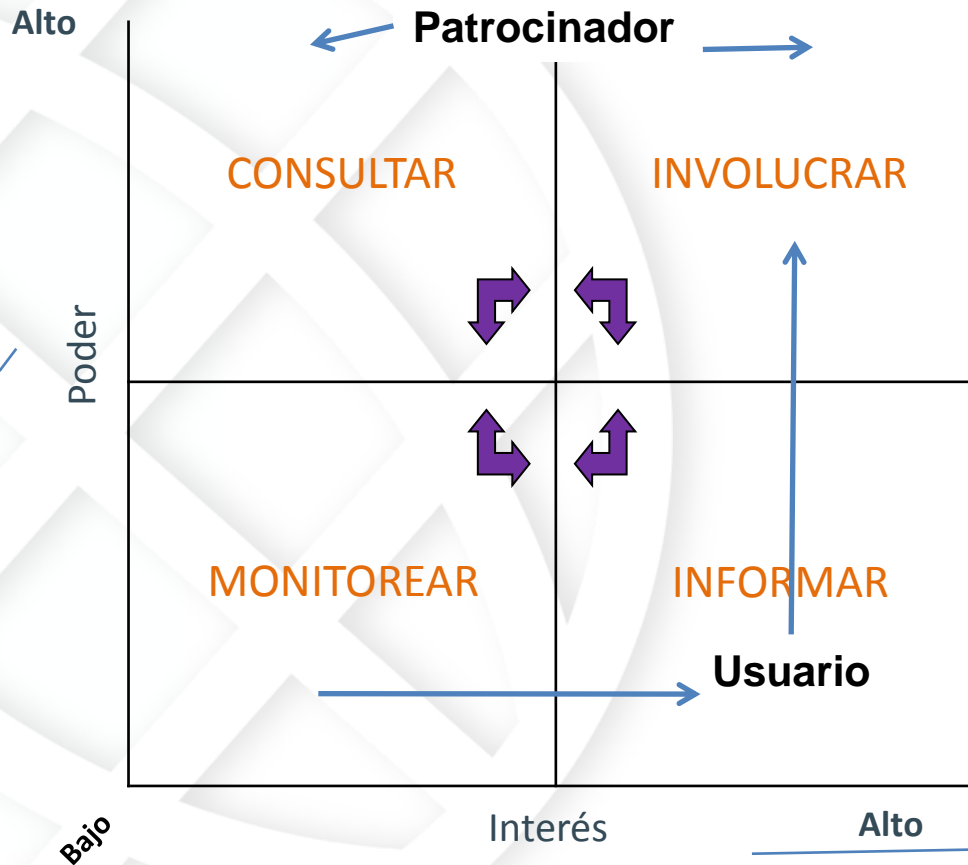 Alto
Patrocinador
CONSULTAR
INVOLUCRAR
Poder
MONITOREAR
INFORMAR
Usuario
Bajo
Interés
Alto